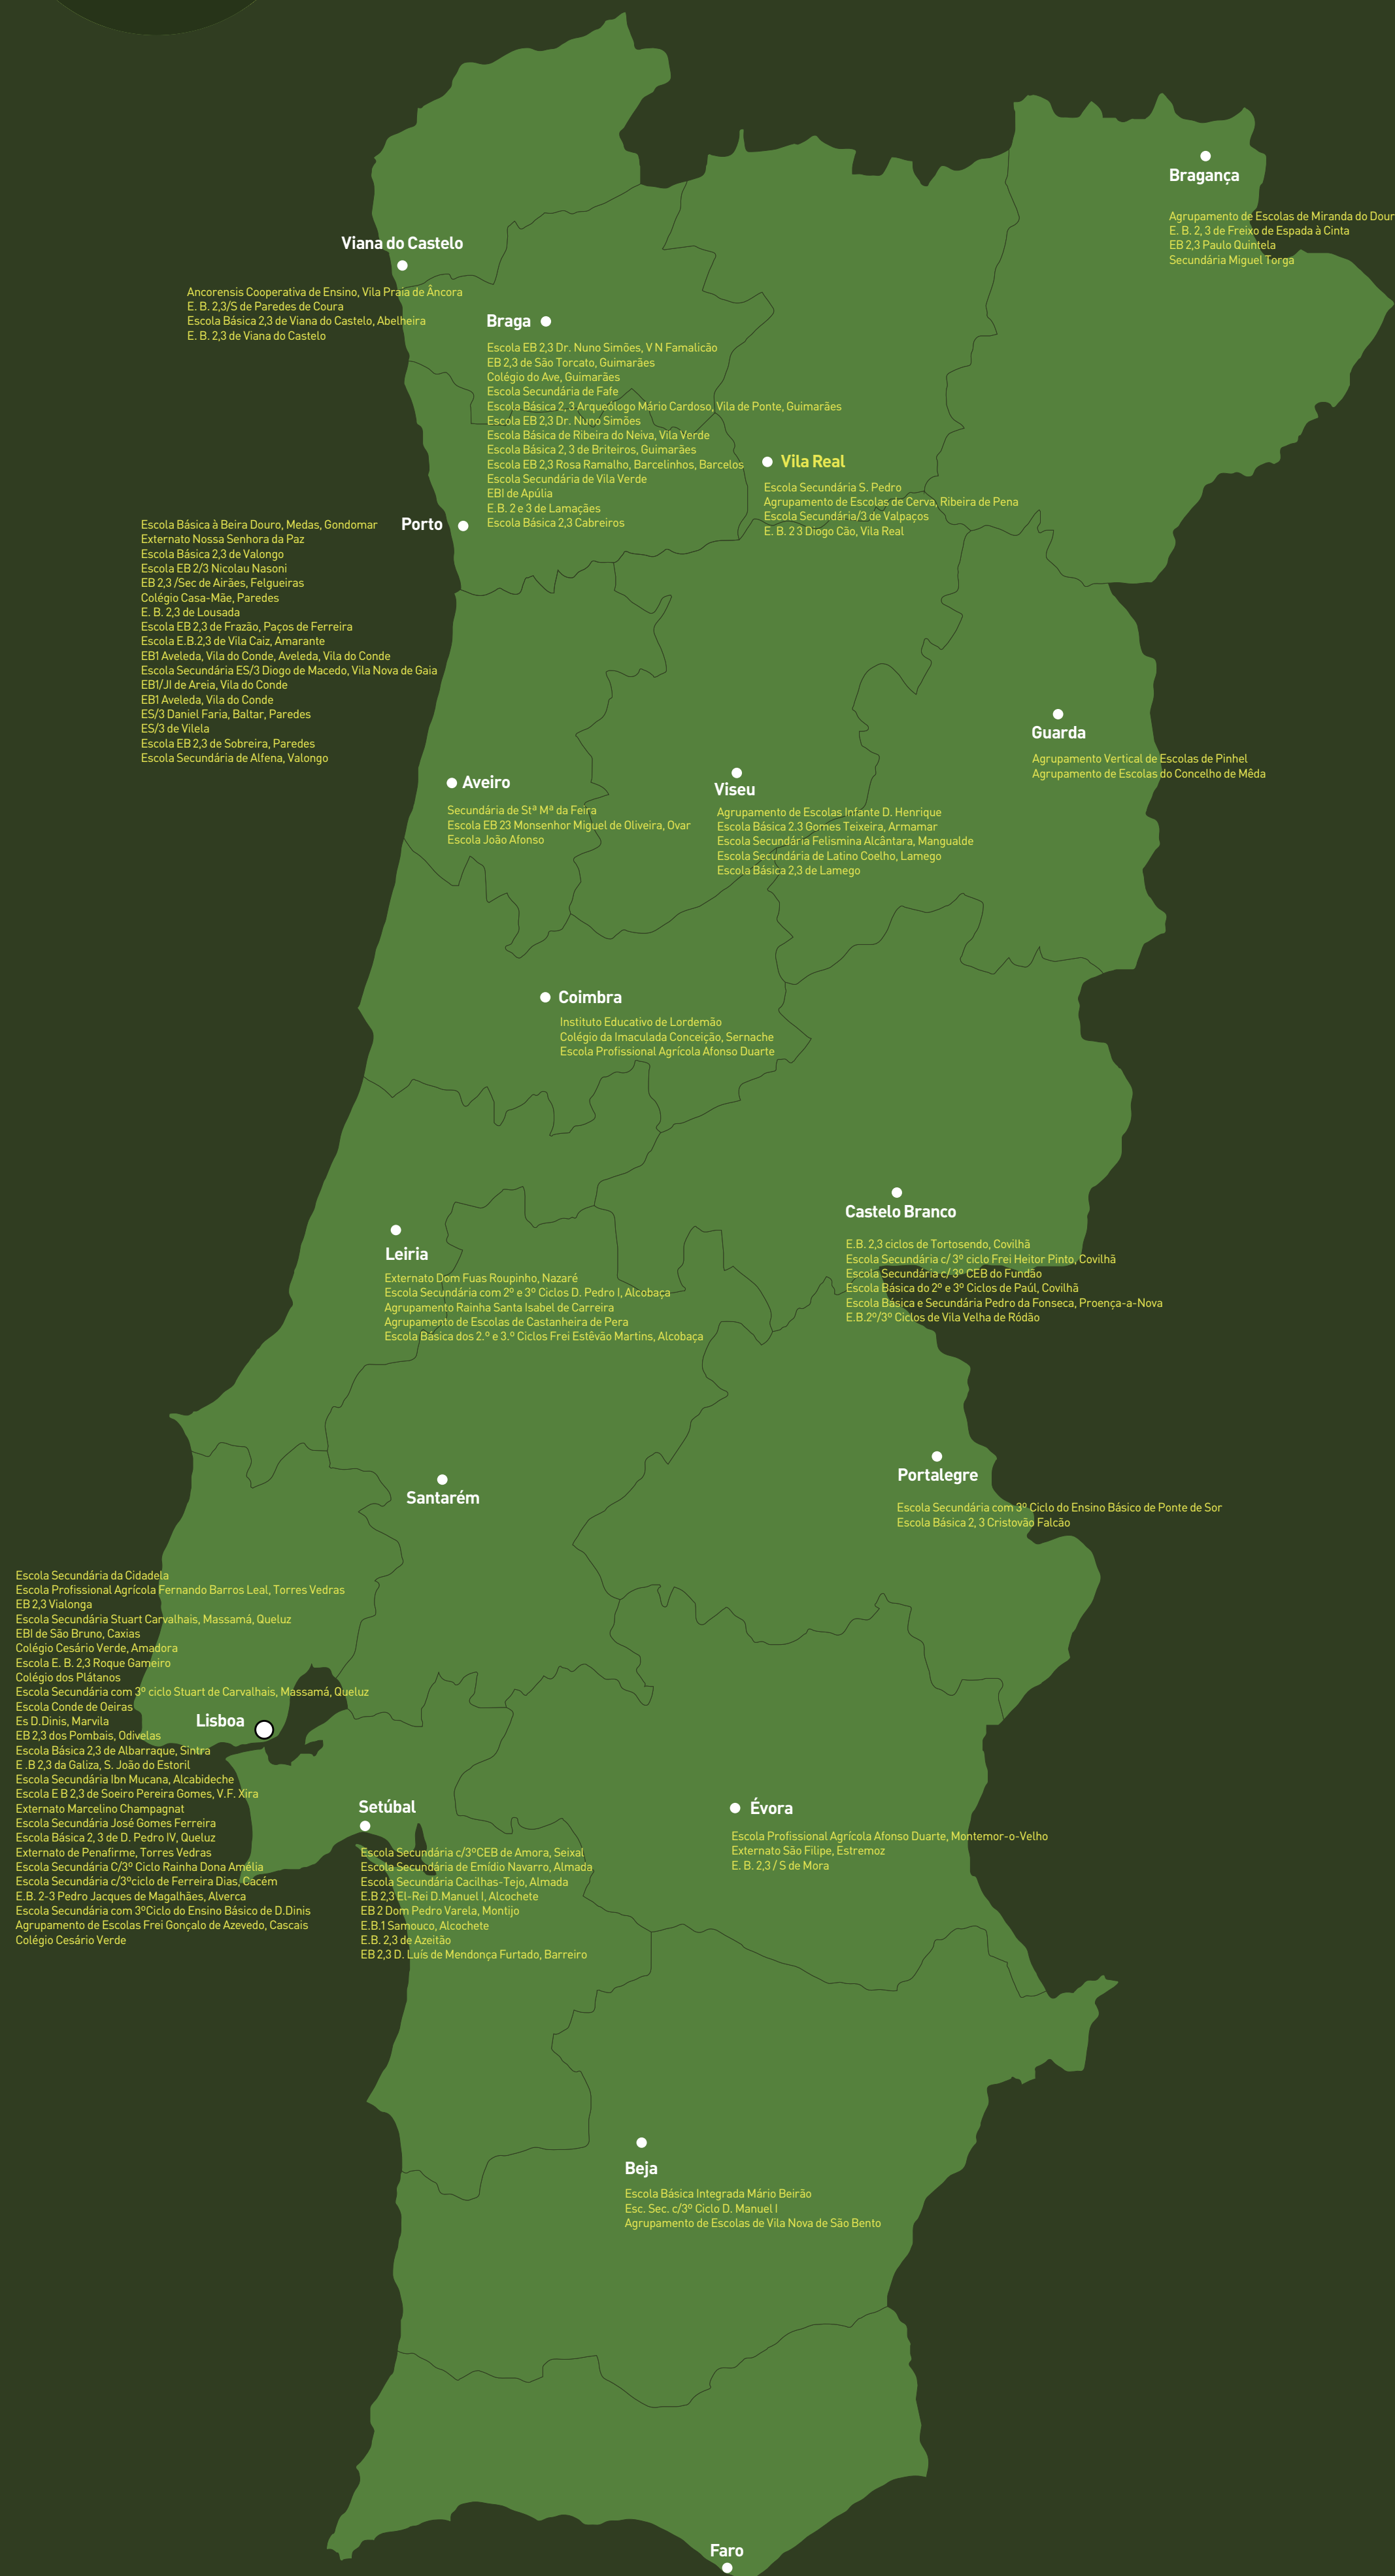 Bragança
Agrupamento de Escolas de Miranda do Dour
E. B. 2, 3 de Freixo de Espada à Cinta
EB 2,3 Paulo Quintela
Secundária Miguel Torga
Viana do Castelo
Ancorensis Cooperativa de Ensino, Vila Praia de Âncora
E. B. 2,3/S de Paredes de Coura
Escola Básica 2,3 de Viana do Castelo, Abelheira
E. B. 2,3 de Viana do Castelo
Braga
Escola EB 2,3 Dr. Nuno Simões, V N Famalicão
EB 2,3 de São Torcato, Guimarães
Colégio do Ave, Guimarães
Escola Secundária de Fafe
Escola Básica 2, 3 Arqueólogo Mário Cardoso, Vila de Ponte, Guimarães
Escola EB 2,3 Dr. Nuno Simões
Escola Básica de Ribeira do Neiva, Vila Verde
Escola Básica 2, 3 de Briteiros, Guimarães
Escola EB 2,3 Rosa Ramalho, Barcelinhos, Barcelos
Escola Secundária de Vila Verde
EBI de Apúlia
E.B. 2 e 3 de Lamaçães
Escola Básica 2,3 Cabreiros
Vila Real
Escola Secundária S. Pedro
Agrupamento de Escolas de Cerva, Ribeira de Pena
Escola Secundária/3 de Valpaços
E. B. 2 3 Diogo Cão, Vila Real
Porto
Escola Básica à Beira Douro, Medas, Gondomar
Externato Nossa Senhora da Paz
Escola Básica 2,3 de Valongo
Escola EB 2/3 Nicolau Nasoni
EB 2,3 /Sec de Airães, Felgueiras
Colégio Casa-Mãe, Paredes
E. B. 2,3 de Lousada
Escola EB 2,3 de Frazão, Paços de Ferreira
Escola E.B.2,3 de Vila Caiz, Amarante
EB1 Aveleda, Vila do Conde, Aveleda, Vila do Conde
Escola Secundária ES/3 Diogo de Macedo, Vila Nova de Gaia
EB1/JI de Areia, Vila do Conde
EB1 Aveleda, Vila do Conde
ES/3 Daniel Faria, Baltar, Paredes
ES/3 de Vilela
Escola EB 2,3 de Sobreira, Paredes
Escola Secundária de Alfena, Valongo
Guarda
Agrupamento Vertical de Escolas de Pinhel
Agrupamento de Escolas do Concelho de Mêda
Aveiro
Secundária de Stª Mª da Feira
Escola EB 23 Monsenhor Miguel de Oliveira, Ovar
Escola João Afonso
Viseu
Agrupamento de Escolas Infante D. Henrique
Escola Básica 2.3 Gomes Teixeira, Armamar
Escola Secundária Felismina Alcântara, Mangualde
Escola Secundária de Latino Coelho, Lamego
Escola Básica 2,3 de Lamego
Coimbra
Instituto Educativo de Lordemão
Colégio da Imaculada Conceição, Sernache
Escola Profissional Agrícola Afonso Duarte
Castelo Branco
E.B. 2,3 ciclos de Tortosendo, Covilhã
Escola Secundária c/ 3º ciclo Frei Heitor Pinto, Covilhã
Escola Secundária c/ 3º CEB do Fundão
Escola Básica do 2º e 3º Ciclos de Paúl, Covilhã
Escola Básica e Secundária Pedro da Fonseca, Proença-a-Nova
E.B.2º/3º Ciclos de Vila Velha de Ródão
Leiria
Externato Dom Fuas Roupinho, Nazaré
Escola Secundária com 2º e 3º Ciclos D. Pedro I, Alcobaça
Agrupamento Rainha Santa Isabel de Carreira
Agrupamento de Escolas de Castanheira de Pera
Escola Básica dos 2.º e 3.º Ciclos Frei Estêvão Martins, Alcobaça
Portalegre
Escola Secundária com 3º Ciclo do Ensino Básico de Ponte de Sor
Escola Básica 2, 3 Cristovão Falcão
Santarém
Escola Secundária da Cidadela
Escola Profissional Agrícola Fernando Barros Leal, Torres Vedras
EB 2,3 Vialonga
Escola Secundária Stuart Carvalhais, Massamá, Queluz
EBI de São Bruno, Caxias
Colégio Cesário Verde, Amadora
Escola E. B. 2,3 Roque Gameiro
Colégio dos Plátanos
Escola Secundária com 3º ciclo Stuart de Carvalhais, Massamá, Queluz
Escola Conde de Oeiras
Es D.Dinis, Marvila
Lisboa
EB 2,3 dos Pombais, Odivelas
Escola Básica 2,3 de Albarraque, Sintra
E .B 2,3 da Galiza, S. João do Estoril
Escola Secundária Ibn Mucana, Alcabideche
Escola E B 2,3 de Soeiro Pereira Gomes, V.F. Xira
Externato Marcelino Champagnat
Escola Secundária José Gomes Ferreira
Escola Básica 2, 3 de D. Pedro IV, Queluz
Externato de Penafirme, Torres Vedras
Escola Secundária C/3º Ciclo Rainha Dona Amélia
Escola Secundária c/3ºciclo de Ferreira Dias, Cacém
E.B. 2-3 Pedro Jacques de Magalhães, Alverca
Escola Secundária com 3ºCiclo do Ensino Básico de D.Dinis
Agrupamento de Escolas Frei Gonçalo de Azevedo, Cascais
Colégio Cesário Verde
Setúbal
Escola Secundária c/3ºCEB de Amora, Seixal
Escola Secundária de Emídio Navarro, Almada
Escola Secundária Cacilhas-Tejo, Almada
E.B 2,3 El-Rei D.Manuel I, Alcochete
EB 2 Dom Pedro Varela, Montijo
E.B.1 Samouco, Alcochete
E.B. 2,3 de Azeitão
EB 2,3 D. Luís de Mendonça Furtado, Barreiro
Évora
Escola Profissional Agrícola Afonso Duarte, Montemor-o-Velho
Externato São Filipe, Estremoz
E. B. 2,3 / S de Mora
Beja
Escola Básica Integrada Mário Beirão
Esc. Sec. c/3º Ciclo D. Manuel I
Agrupamento de Escolas de Vila Nova de São Bento
Faro